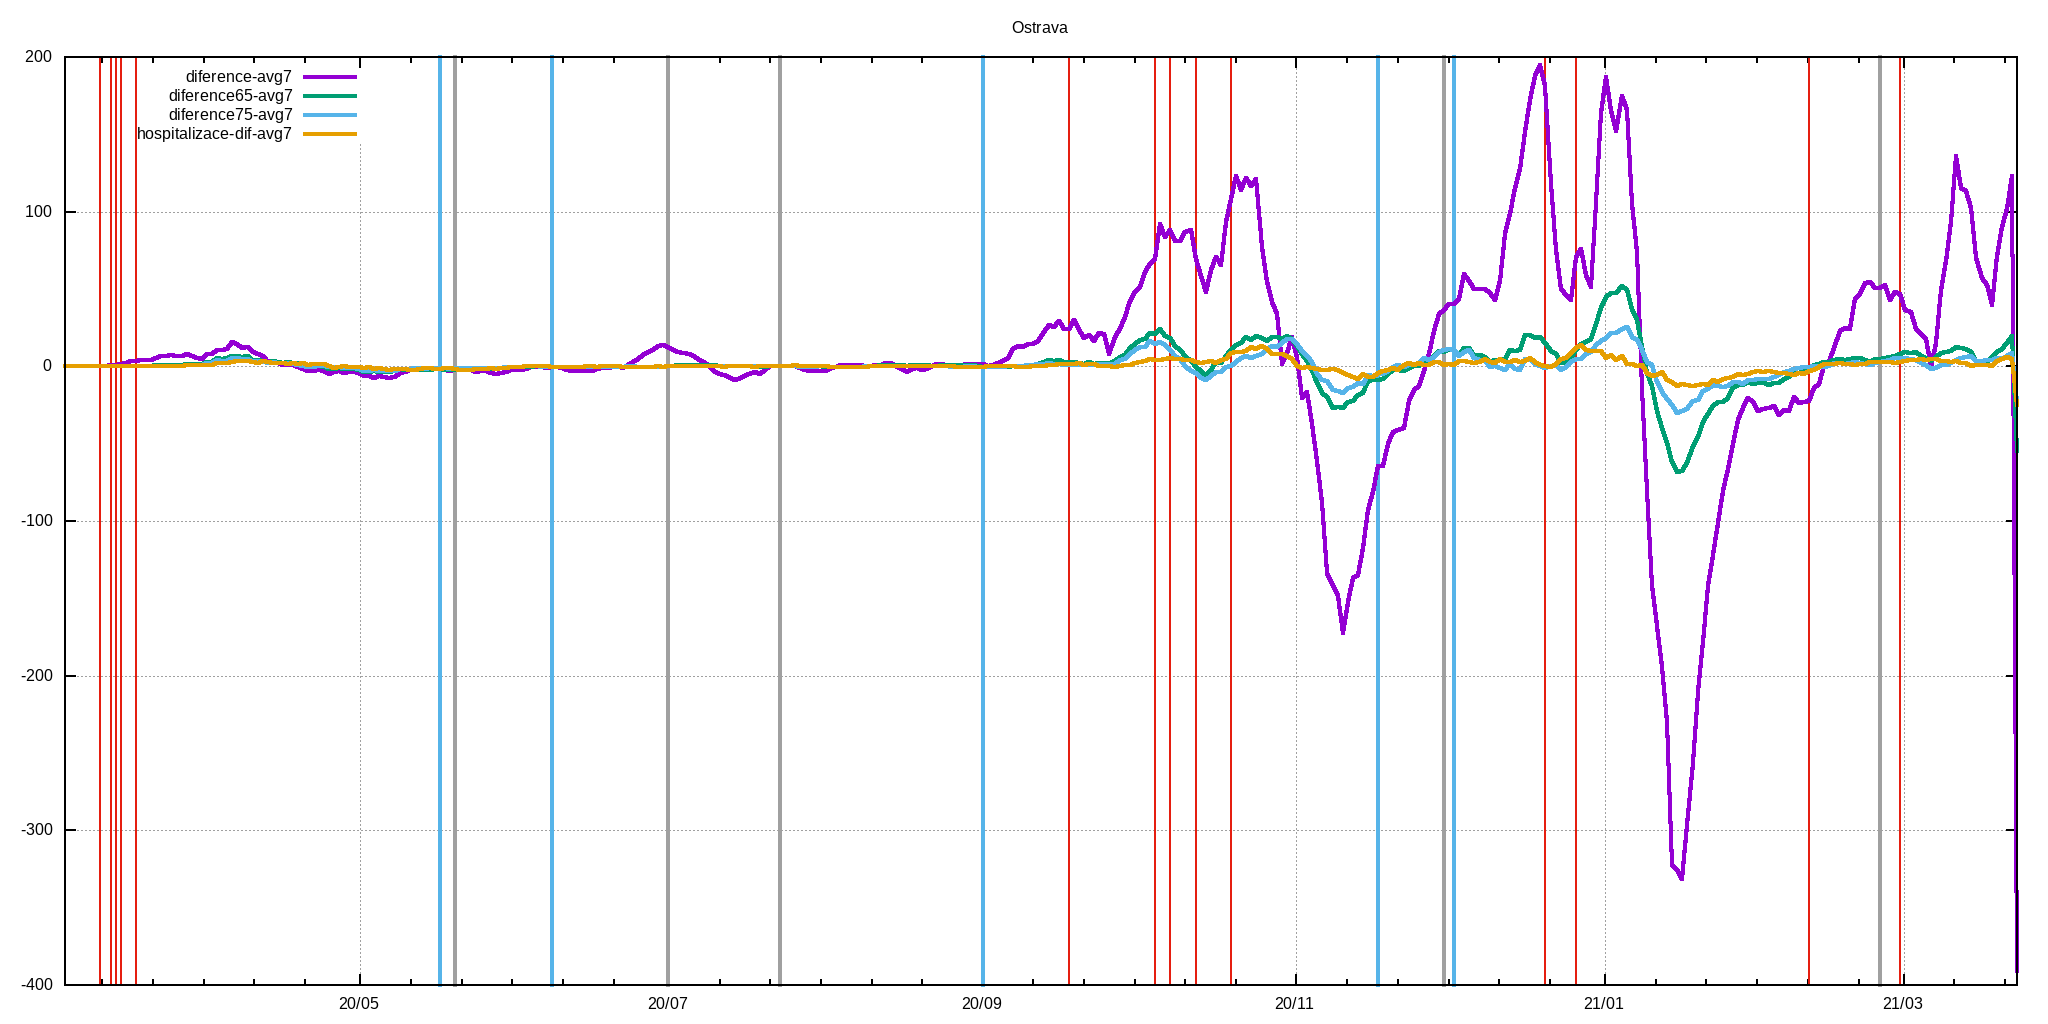 Ostrava
200
100
0
-100
-200
-300
-400
diference-avg7
diference65-avg7
diference75-avg7
hospitalizace-dif-avg7
20/05 20/07 20/09 20/11 21/01 21/03